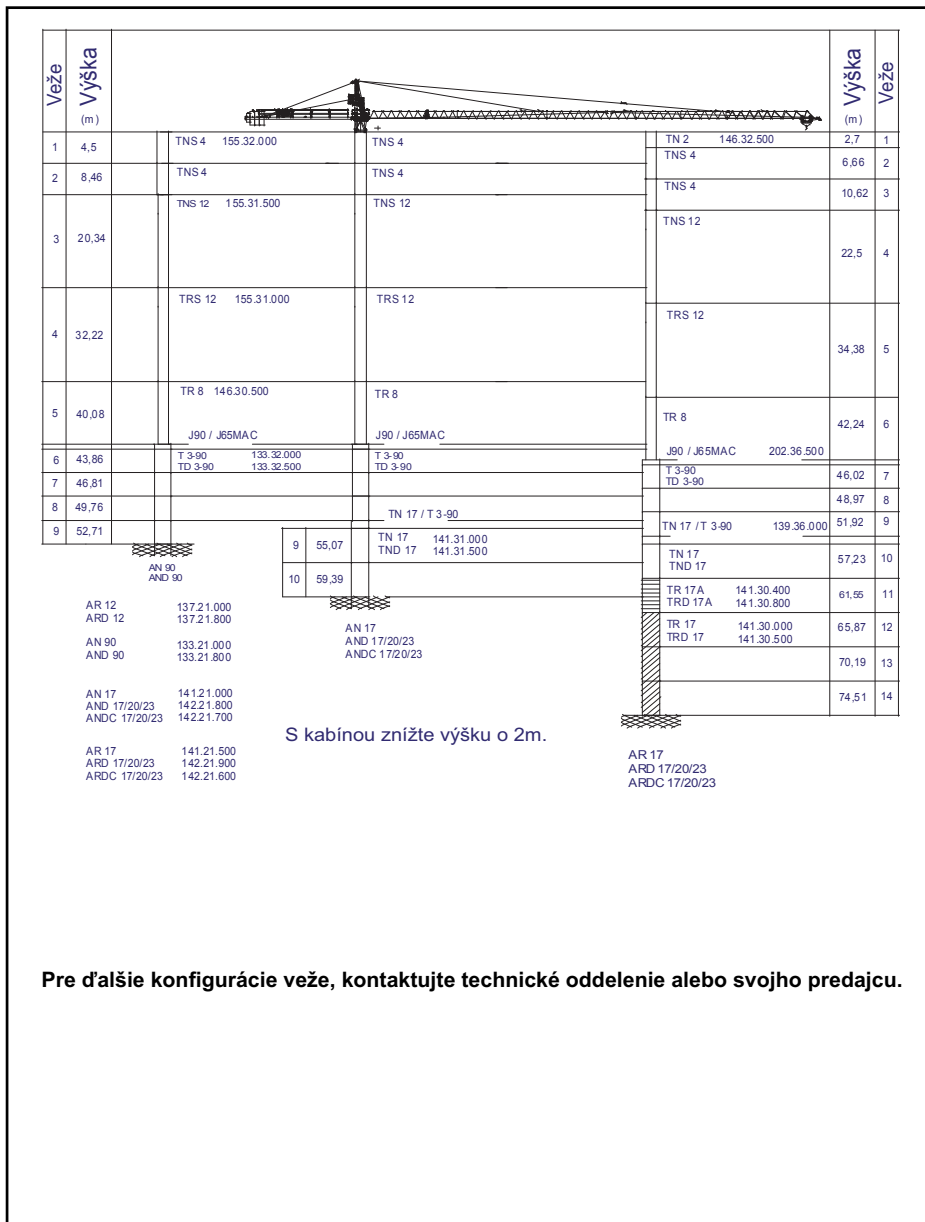 Veže Výška Výška Veže
(m) (m)
1 4,5 TNS 4 155.32.000 TNS 4 TN 2 146.32.500 2,7 1
2 8,46 TNS 4 TNS 4 TNS 4 6,66 2
TNS 4 10,62 3
3 20,34 TNS 12 155.31.500 TNS 12 TNS 12 22,5 4
4 32,22 TRS 12 155.31.000 TRS 12 TRS 12 34,38 5
5 40,08 TR 8 146.30.500 TR 8 TR 8 42,24 6
J90 / J65MAC J90 / J65MAC J90 / J65MAC 202.36.500
6 43,86 T 3-90 133.32.000 T 3-90 T 3-90 46,02 7
TD 3-90 133.32.500 TD 3-90 TD 3-90
7 46,81 48,97 8
8 49,76 TN 17 / T 3-90 TN 17 / T 3-90 139.36.000 51,92 9
9 52,71
9 55,07 TN 17 141.31.000 TN 17 57,23 10
TND 17 141.31.500 TND 17
10 59,39 TR 17A 141.30.400 61,55 11
TRD 17A 141.30.800
TR 17 141.30.000 65,87 12
TRD 17 141.30.500
70,19 13
74,51 14
AN 90
AND 90
AR 12 137.21.000
ARD 12 137.21.800
AN 90 133.21.000
AND 90 133.21.800
AN 17 141.21.000
AND 17/20/23 142.21.800
ANDC 17/20/23 142.21.700
AR 17 141.21.500
ARD 17/20/23 142.21.900
ARDC 17/20/23 142.21.600
AN 17
AND 17/20/23
ANDC 17/20/23
S kabínou znížte výšku o 2m.
AR 17
ARD 17/20/23
ARDC 17/20/23
Pre ďalšie konfigurácie veže, kontaktujte technické oddelenie alebo svojho predajcu.